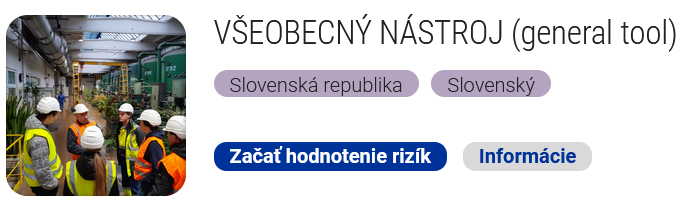 VŠEOBECNÝ NÁSTROJ (general tool)
Slovenská republika Slovenský
Začať hodnotenie rizík Informácie